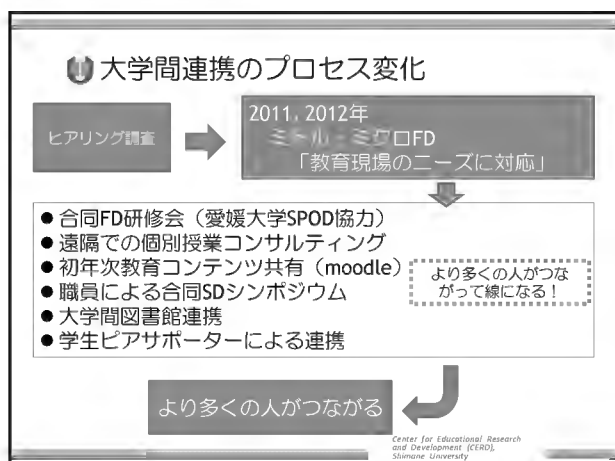 大学間連携のプロセス変化
ヒアリング調査
2011，2012年
ミドル・ミクロFD
「教育現場のニーズに対応」
●合同FD研修会（愛媛大学SPOD協力）
●遠隔での個別授業コンサルティング
●初年次教育コンテンツ共有（moodle）
●職員による合同SDシンポジウム
●大学間図書館連携
●学生ピアサポーターによる連携
より多くの人がつな
がって線になる！
より多くの人がつながる
Center for Educational Research
and Development (CERD),
Shimane University